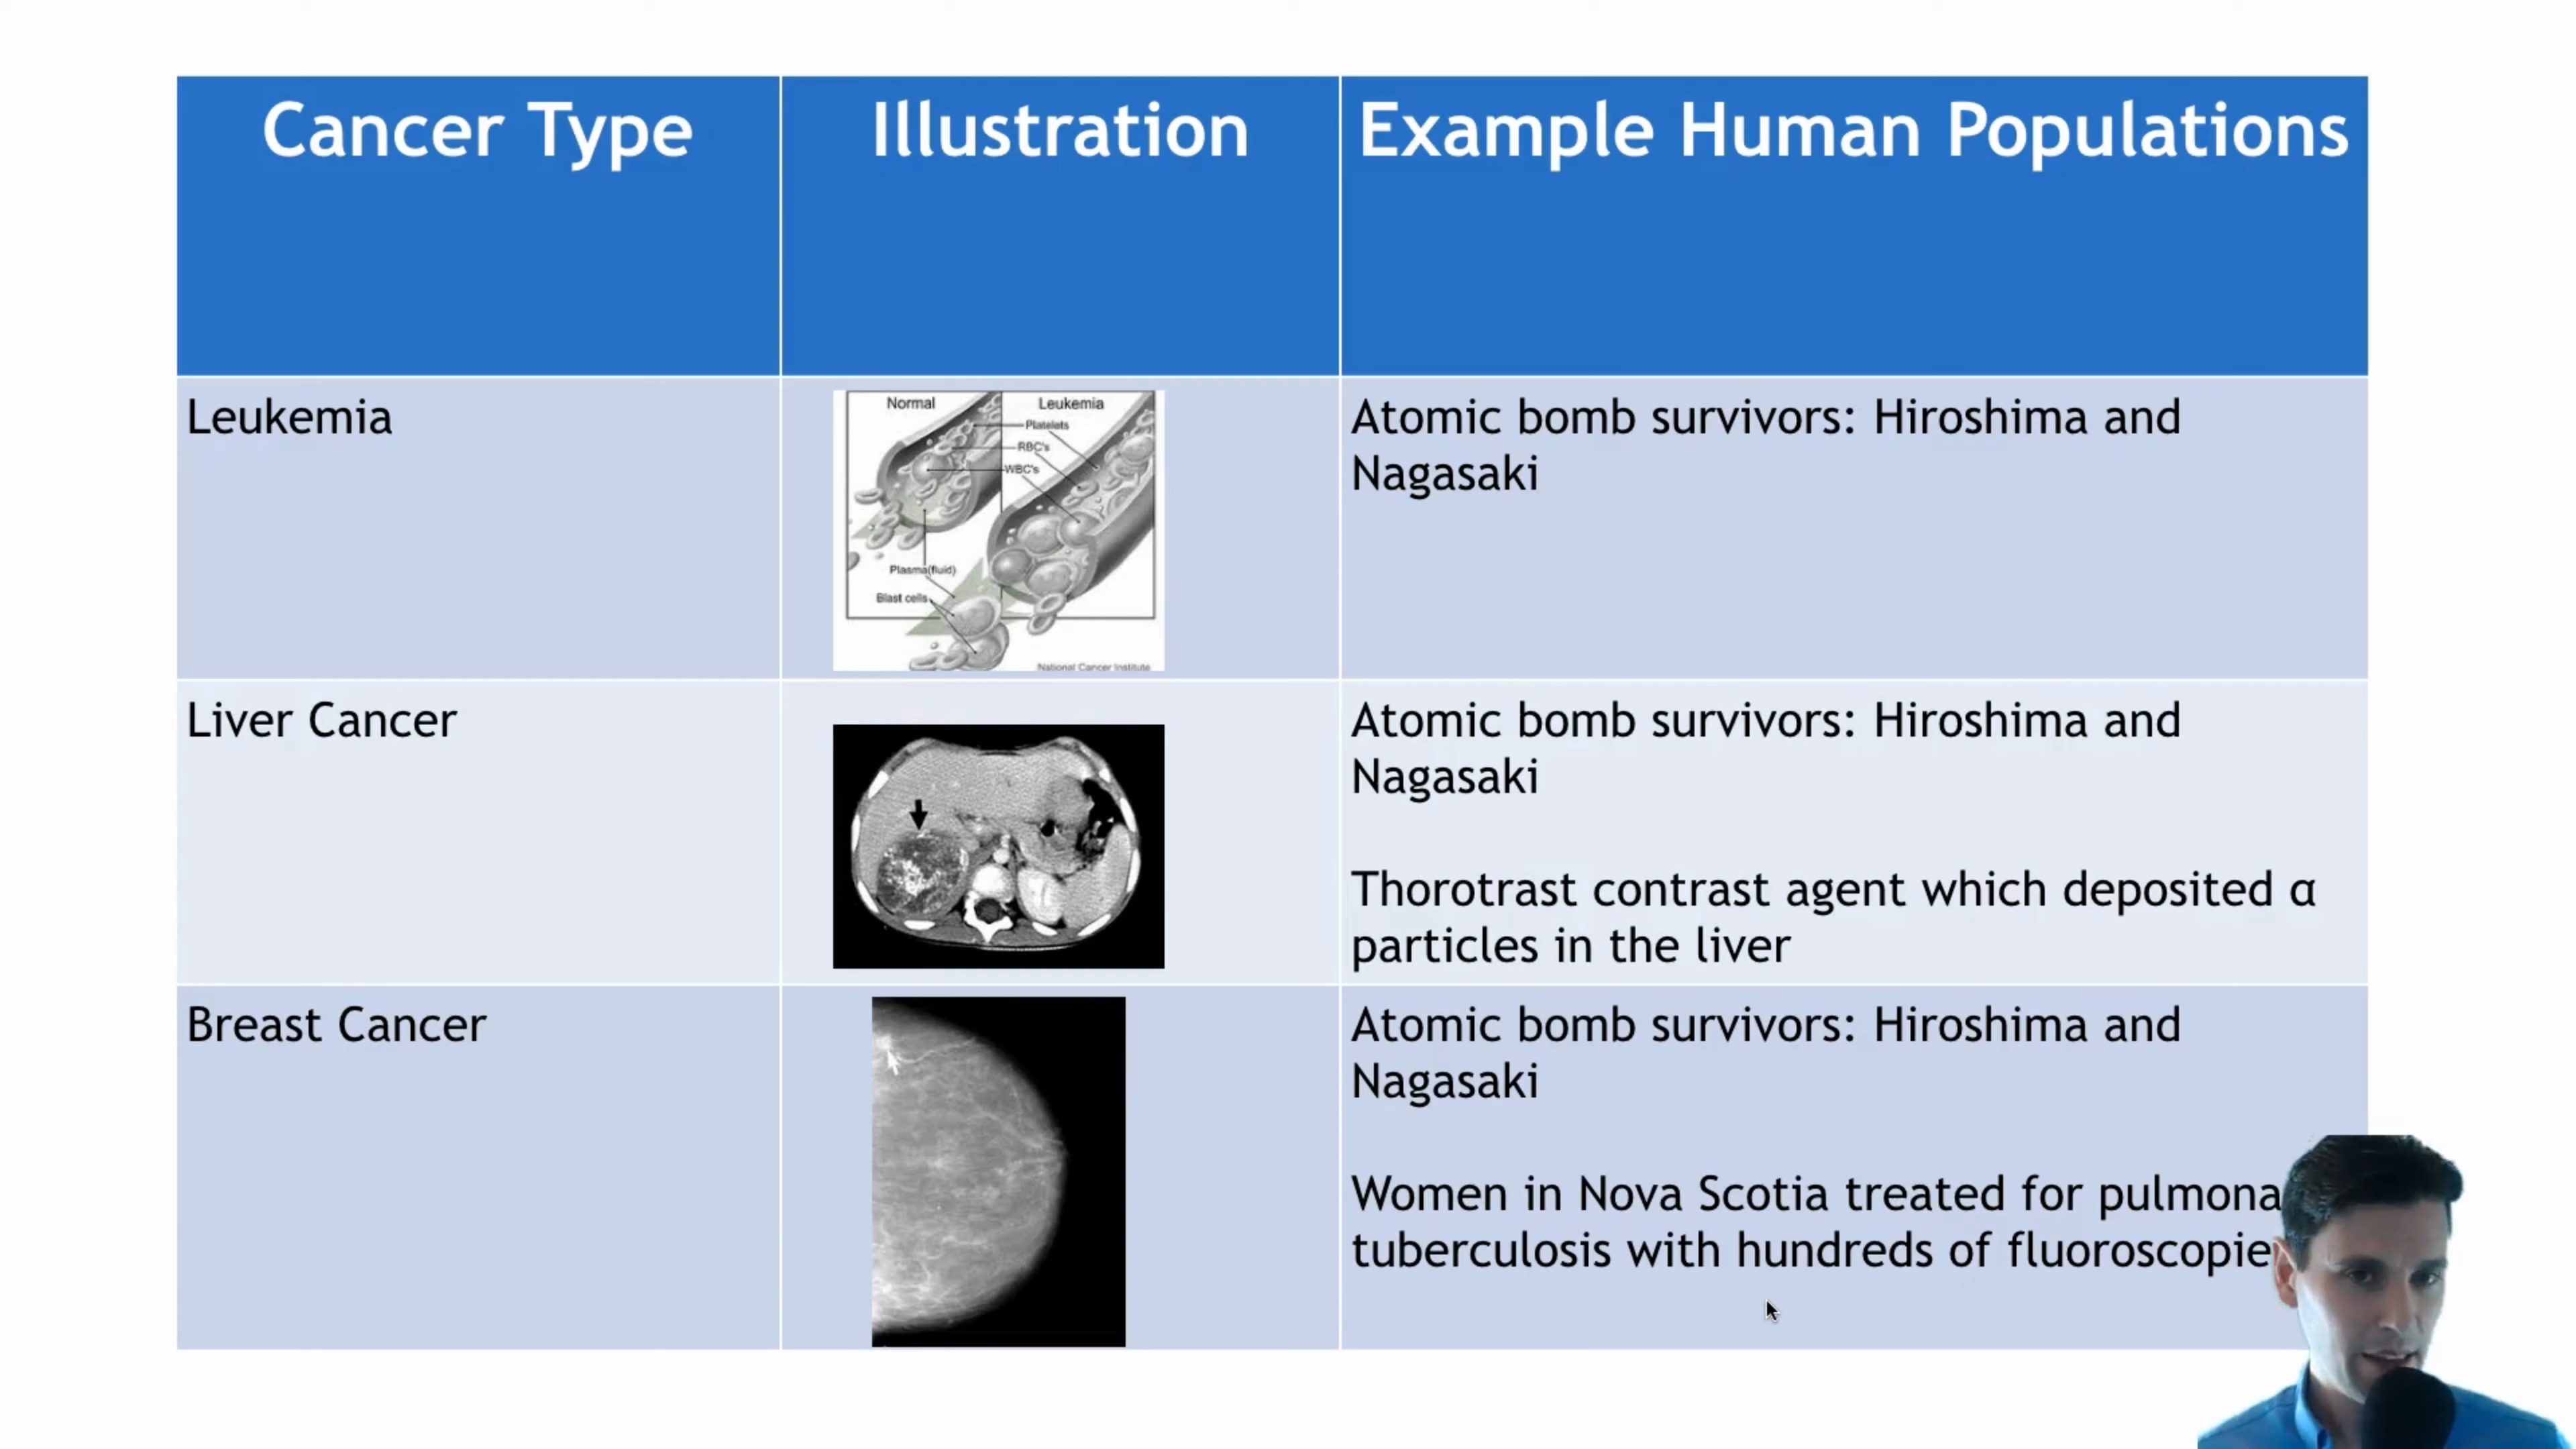 Cancer Type
Illustration
Example Human Populations
Leukemia
Normal
Leukemia
Platelets
RBC's
WBC's
Plasma(fluid)
Blast cells
National Cancer Institute
Atomic bomb survivors: Hiroshima and
Nagasaki
Liver Cancer
Atomic bomb survivors: Hiroshima and
Nagasaki
Thorotrast contrast agent which deposited α
particles in the liver
Breast Cancer
Atomic bomb survivors: Hiroshima and
Nagasaki
Women in Nova Scotia treated for
tuberculosis with hundreds of